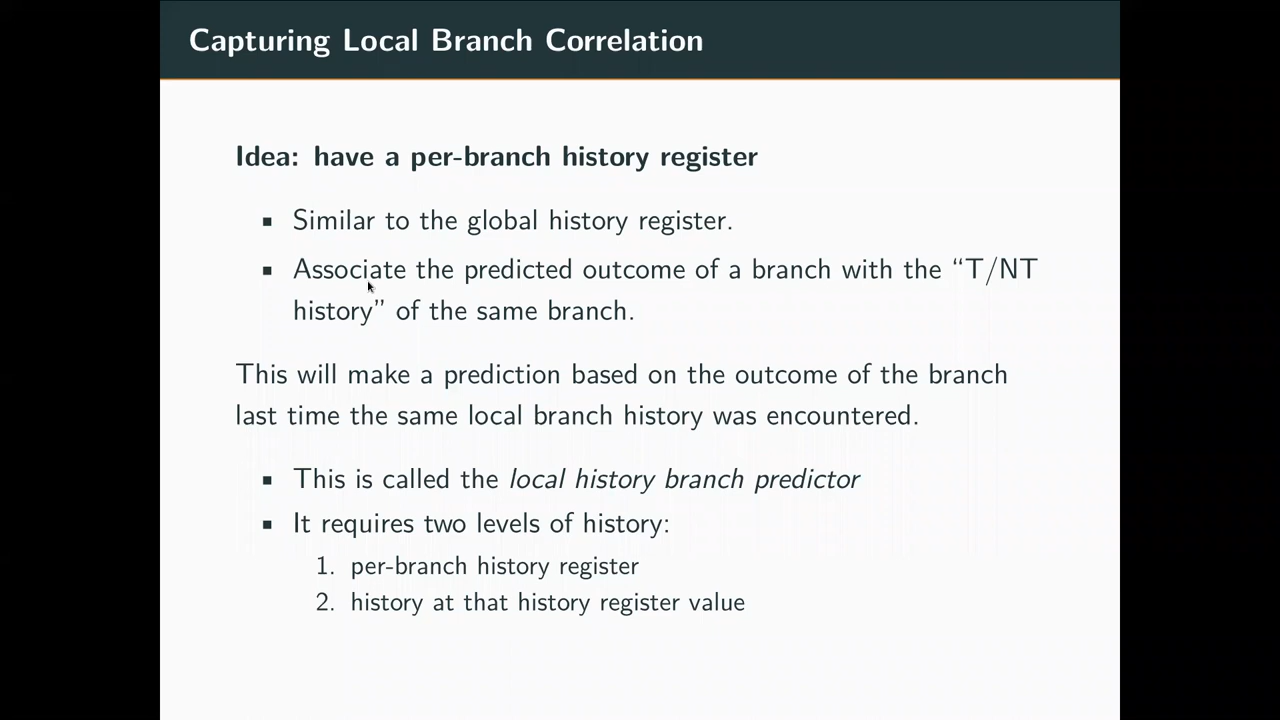 Capturing Local Branch Correlation
Idea: have a per-branch history register
▪ Similar to the global history register.
▪ Associate the predicted outcome of a branch with the “T/NT
history” of the same branch.
This will make a prediction based on the outcome of the branch
last time the same local branch history was encountered.
▪ This is called the local history branch predictor
▪ It requires two levels of history:
1. per-branch history register
2. history at that history register value